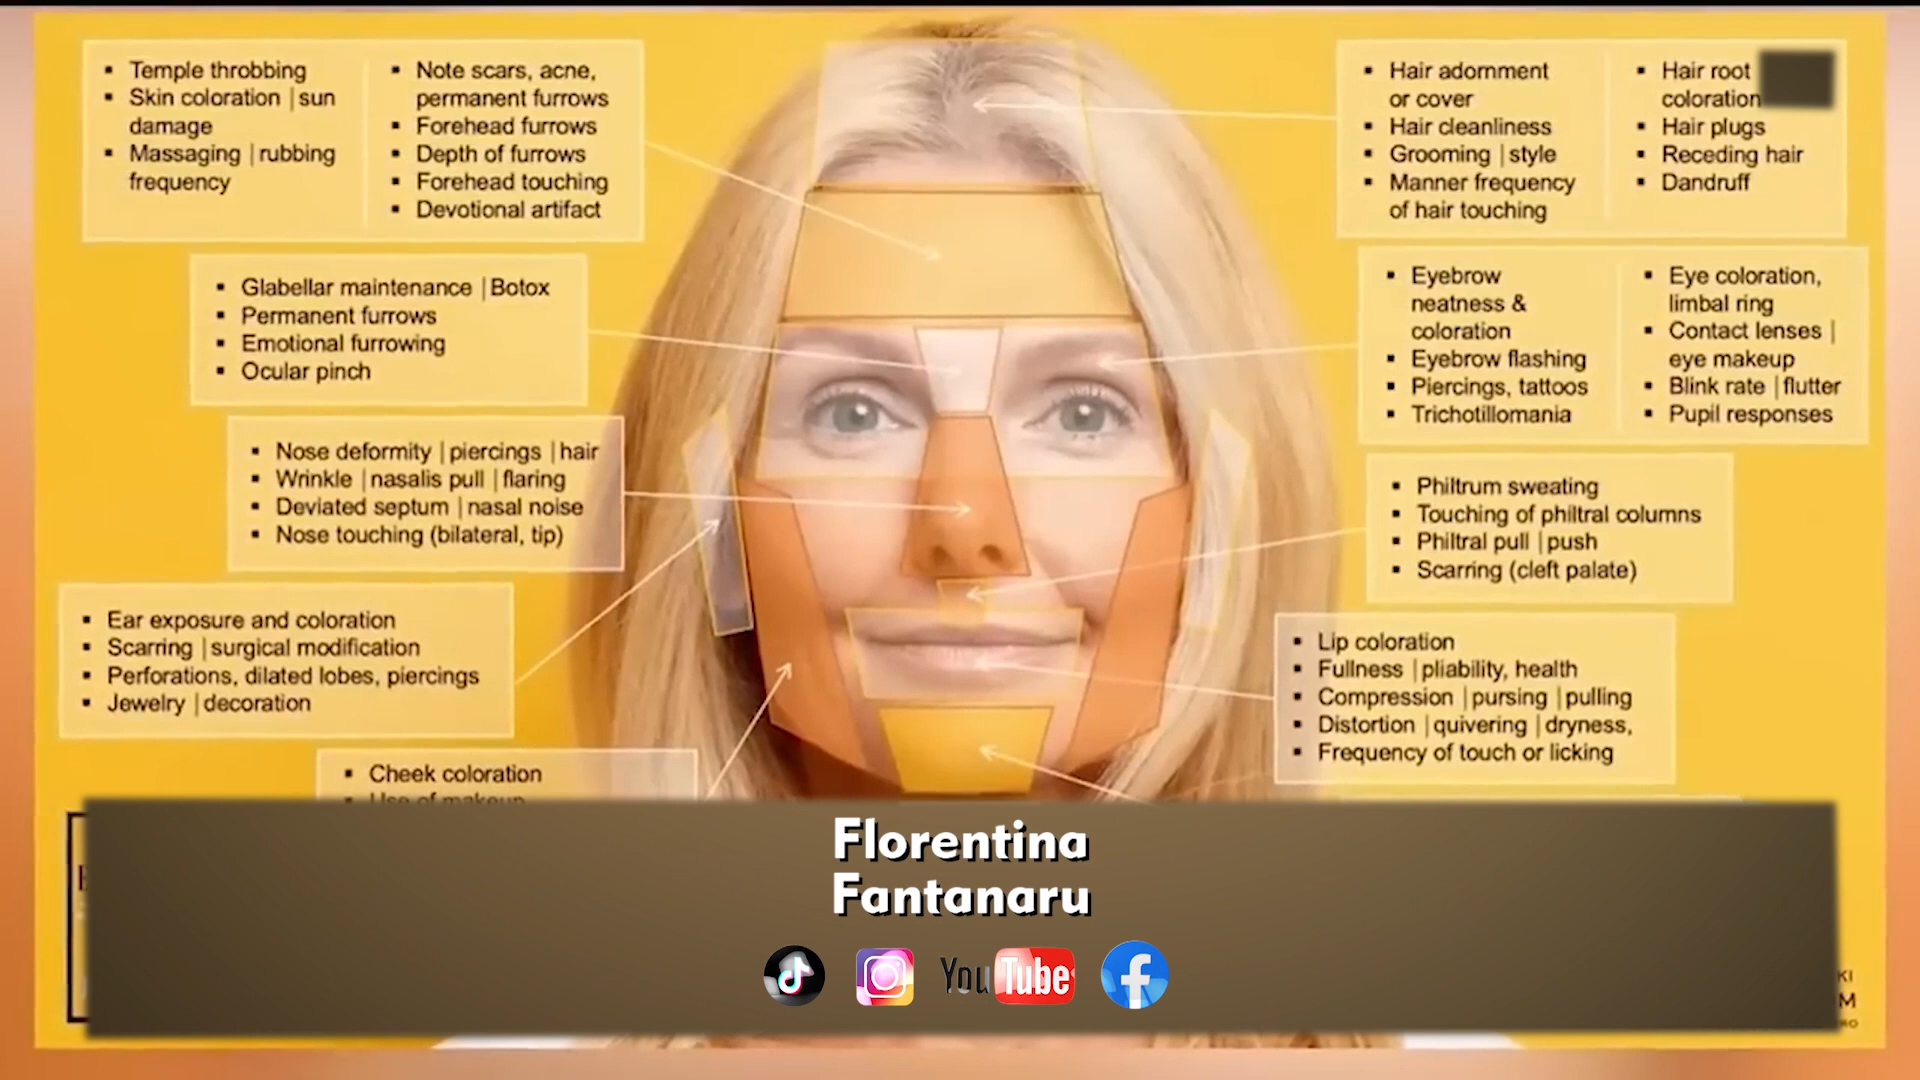 ▪ Temple throbbing
▪ Skin coloration | sun
damage
▪ Massaging | rubbing
frequency
▪ Note scars, acne,
permanent furrows
▪ Forehead furrows
▪ Depth of furrows
▪ Forehead touching
▪ Devotional artifact
▪ Hair adornment
or cover
▪ Hair cleanliness
▪ Grooming | style
▪ Manner frequency
of hair touching
▪ Hair root
coloration
▪ Hair plugs
▪ Receding hair
▪ Dandruff
▪ Glabellar maintenance | Botox
▪ Permanent furrows
▪ Emotional furrowing
▪ Ocular pinch
▪ Eyebrow
neatness &
coloration
▪ Eyebrow flashing
▪ Piercings, tattoos
▪ Trichotillomania
▪ Eye coloration,
limbal ring
▪ Contact lenses |
eye makeup
▪ Blink rate | flutter
▪ Pupil responses
▪ Nose deformity | piercings | hair
▪ Wrinkle | nasalis pull | flaring
▪ Deviated septum | nasal noise
▪ Nose touching (bilateral, tip)
▪ Philtrum sweating
▪ Touching of philtral columns
▪ Philtral pull | push
▪ Scarring (cleft palate)
▪ Ear exposure and coloration
▪ Scarring | surgical modification
▪ Perforations, dilated lobes, piercings
▪ Jewelry | decoration
▪ Lip coloration
▪ Fullness | pliability, health
▪ Compression | pursing | pulling
▪ Distortion | quivering | dryness,
▪ Frequency of touch or licking
▪ Cheek coloration
▪ Use of makeup
Florentina
Fantanaru
YouTube
KI
M